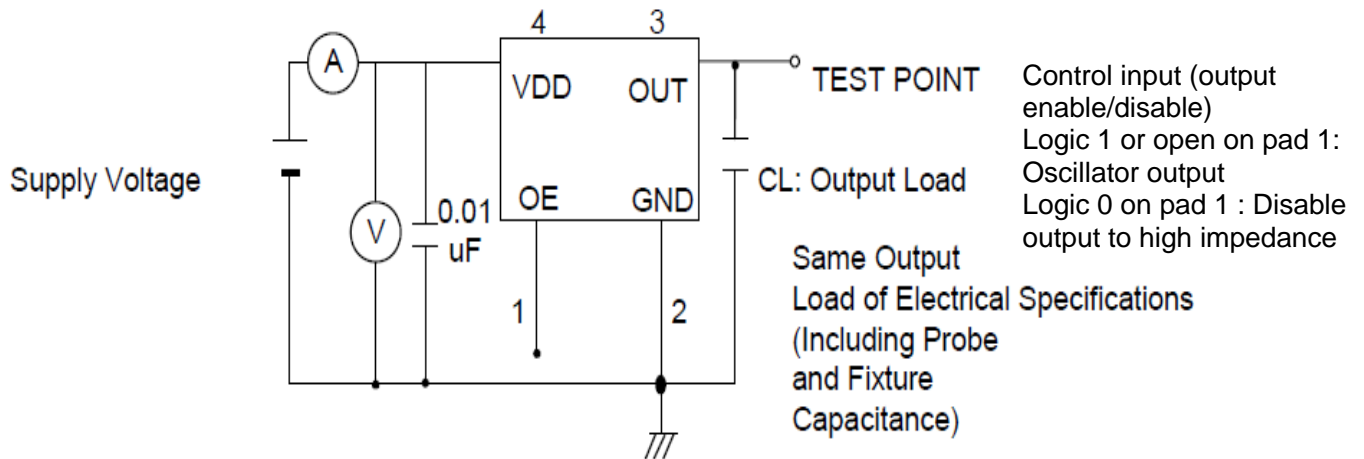 4
3
A
VDD
OUT
TEST POINT
Control input (output
enable/disable)
Logic 1 or open on pad 1:
Oscillator output
Logic 0 on pad 1 : Disable
output to high impedance
Supply Voltage
V
0.01
uF
OE
GND
CL: Output Load
1
2
Same Output
Load of Electrical Specifications
(Including Probe
and Fixture
Capacitance)